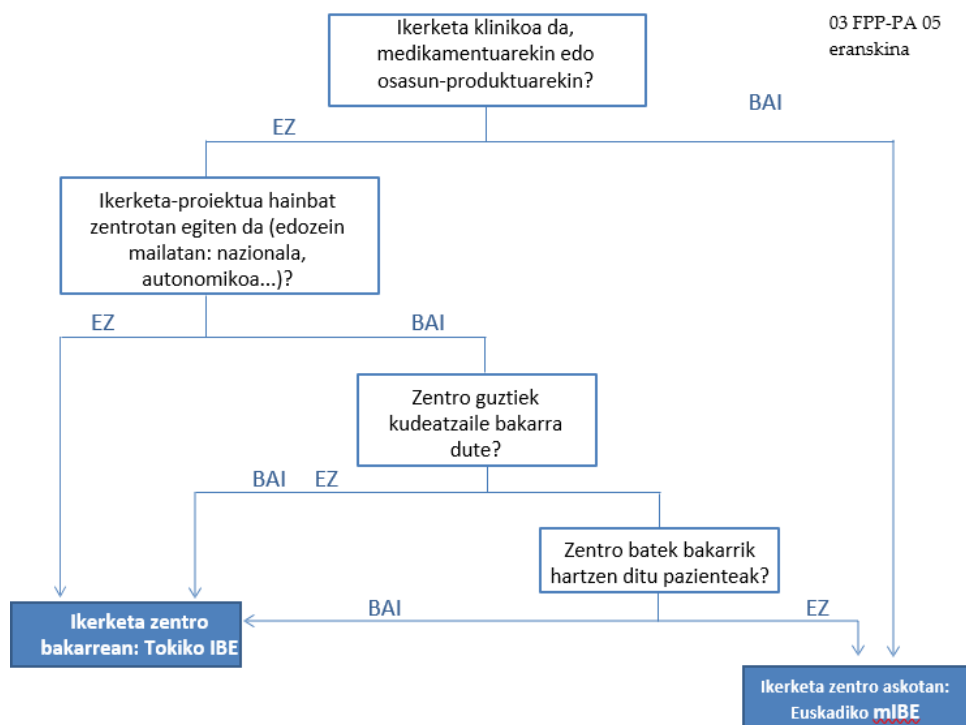 Ikerketa klinikoa da,
medikamentuarekin edo
osasun-produktuarekin?
03 FPP-PA 05
eranskina
EZ
BAI
Ikerketa-proiektua hainbat
zentrotan egiten da (edozein
mailatan: nazionala,
autonomikoa...)?
EZ
BAI
Zentro guztiek
kudeatzaile bakarra
dute?
BAI
EZ
Zentro batek bakarrik
hartzen ditu pazienteak?
BAI
EZ
Ikerketa zentro
bakarrean: Tokiko IBE
Ikerketa zentro askotan:
Euskadiko mIBE